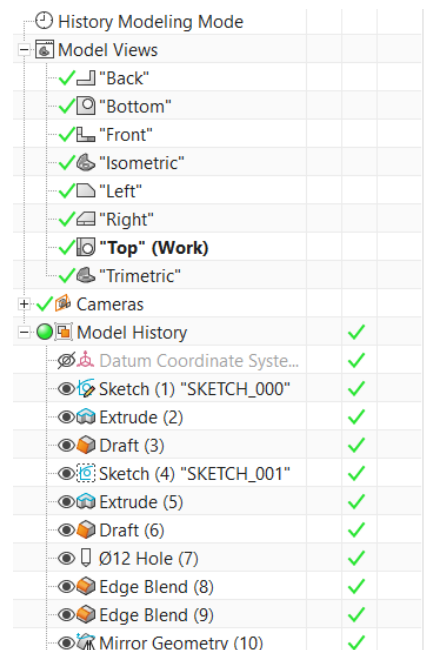 History Modeling Mode
Model Views
"Back"
"Bottom"
"Front"
"Isometric"
"Left"
"Right"
"Top" (Work)
"Trimetric"
Cameras
Model History
Datum Coordinate Syste...
Sketch (1) "SKETCH_000"
Extrude (2)
Draft (3)
Sketch (4) "SKETCH_001"
Extrude (5)
Draft (6)
Ø12 Hole (7)
Edge Blend (8)
Edge Blend (9)
Mirror Geometry (10)